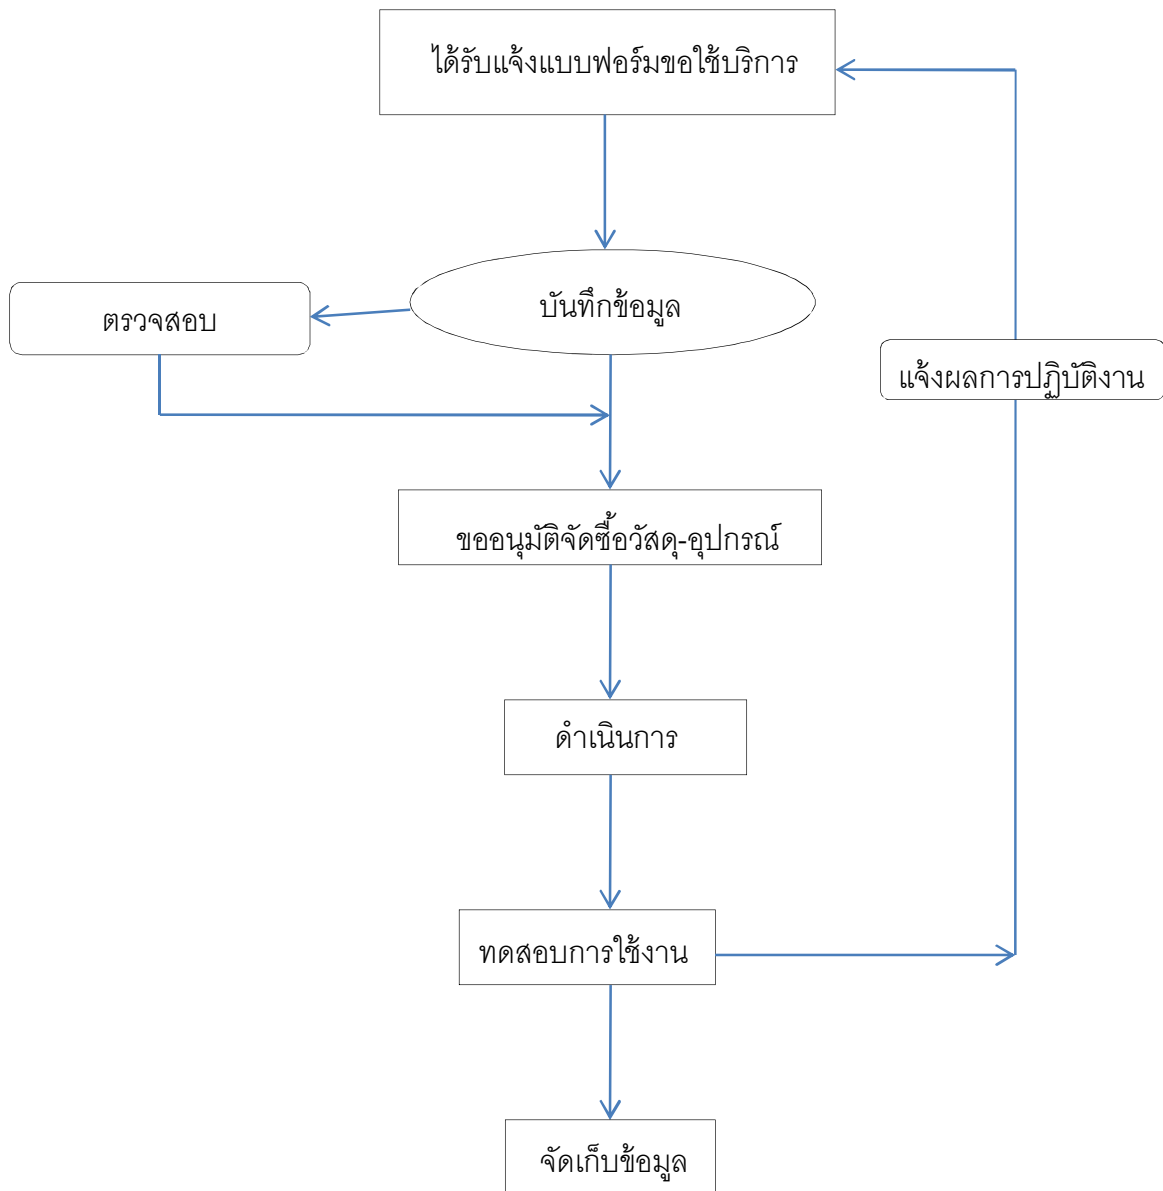 ได้รับแจ้งแบบฟอร์มขอใช้บริการ
บันทึกข้อมูล
ตรวจสอบ
แจ้งผลการปฏิบัติงาน
ขออนุมัติจัดซื้อวัสดุ-อุปกรณ์
ดำเนินการ
ทดสอบการใช้งาน
จัดเก็บข้อมูล